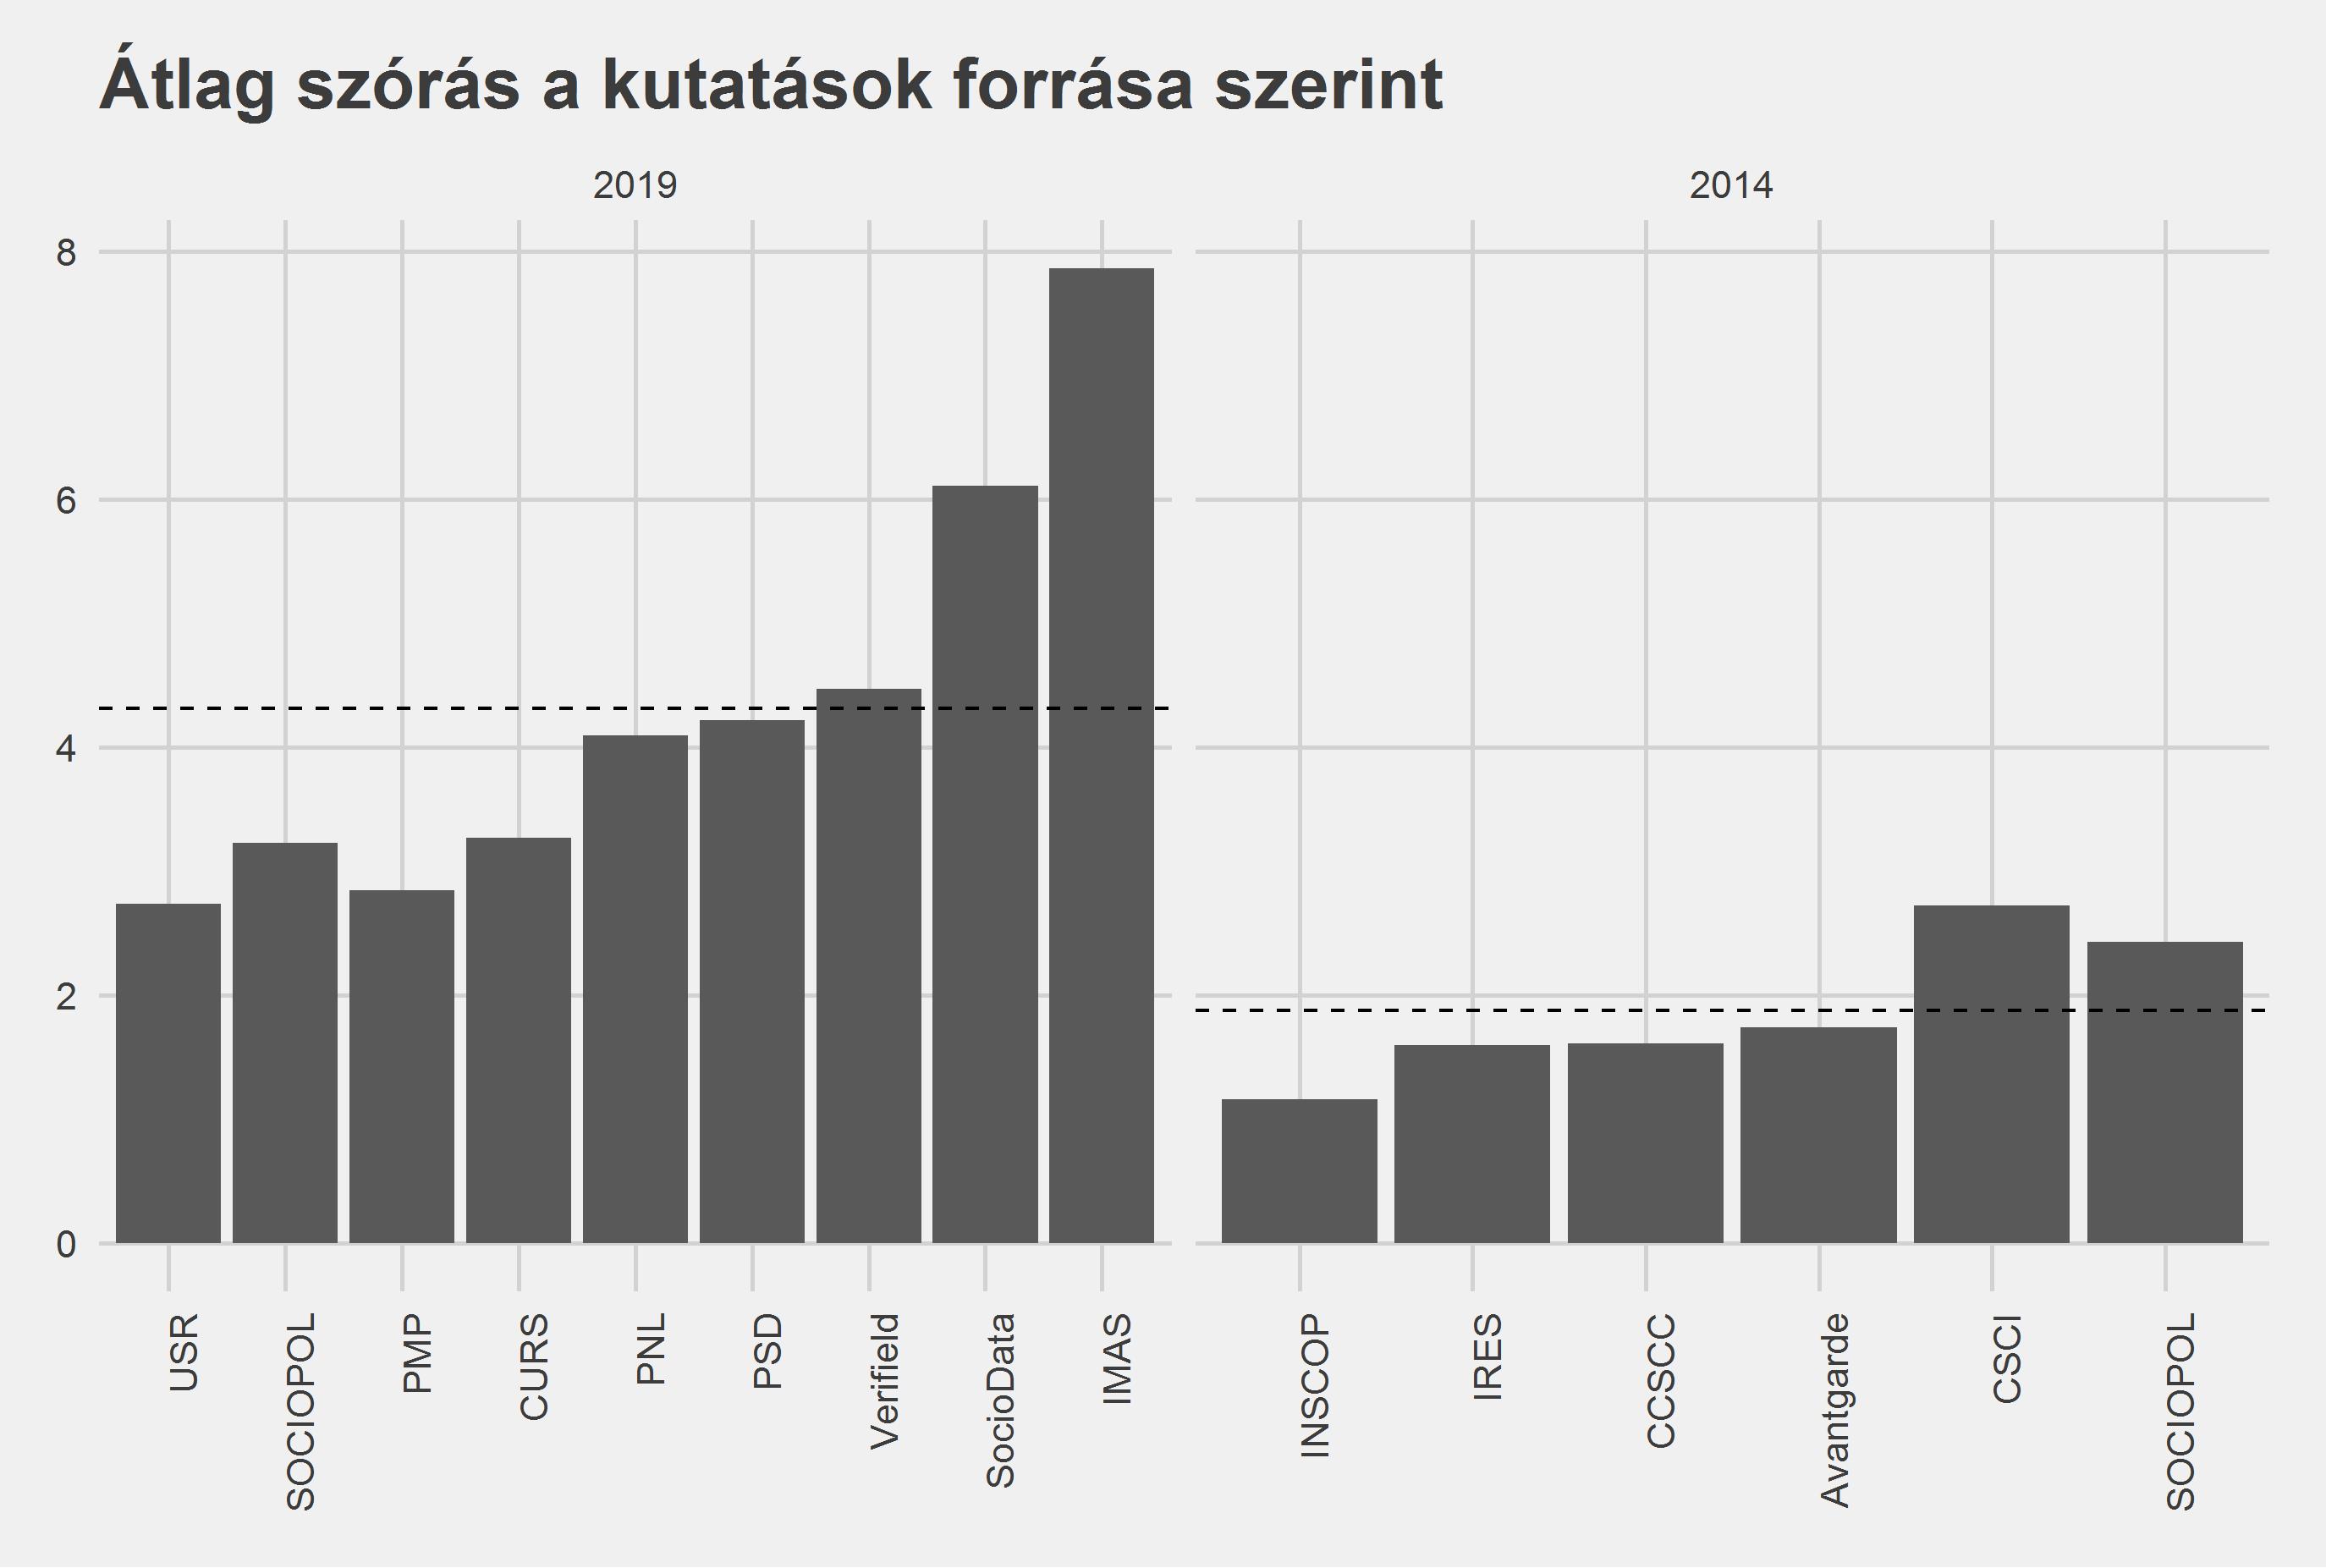 Átlag szórás a kutatások forrása szerint
2019
2014
8
6
4
2
0
USR
SOCIOPOL
PMP
CURS
PNL
PSD
Verifield
SocioData
IMAS
INSCOP
IRES
CCSCC
Avantgarde
CSCI
SOCIOPOL